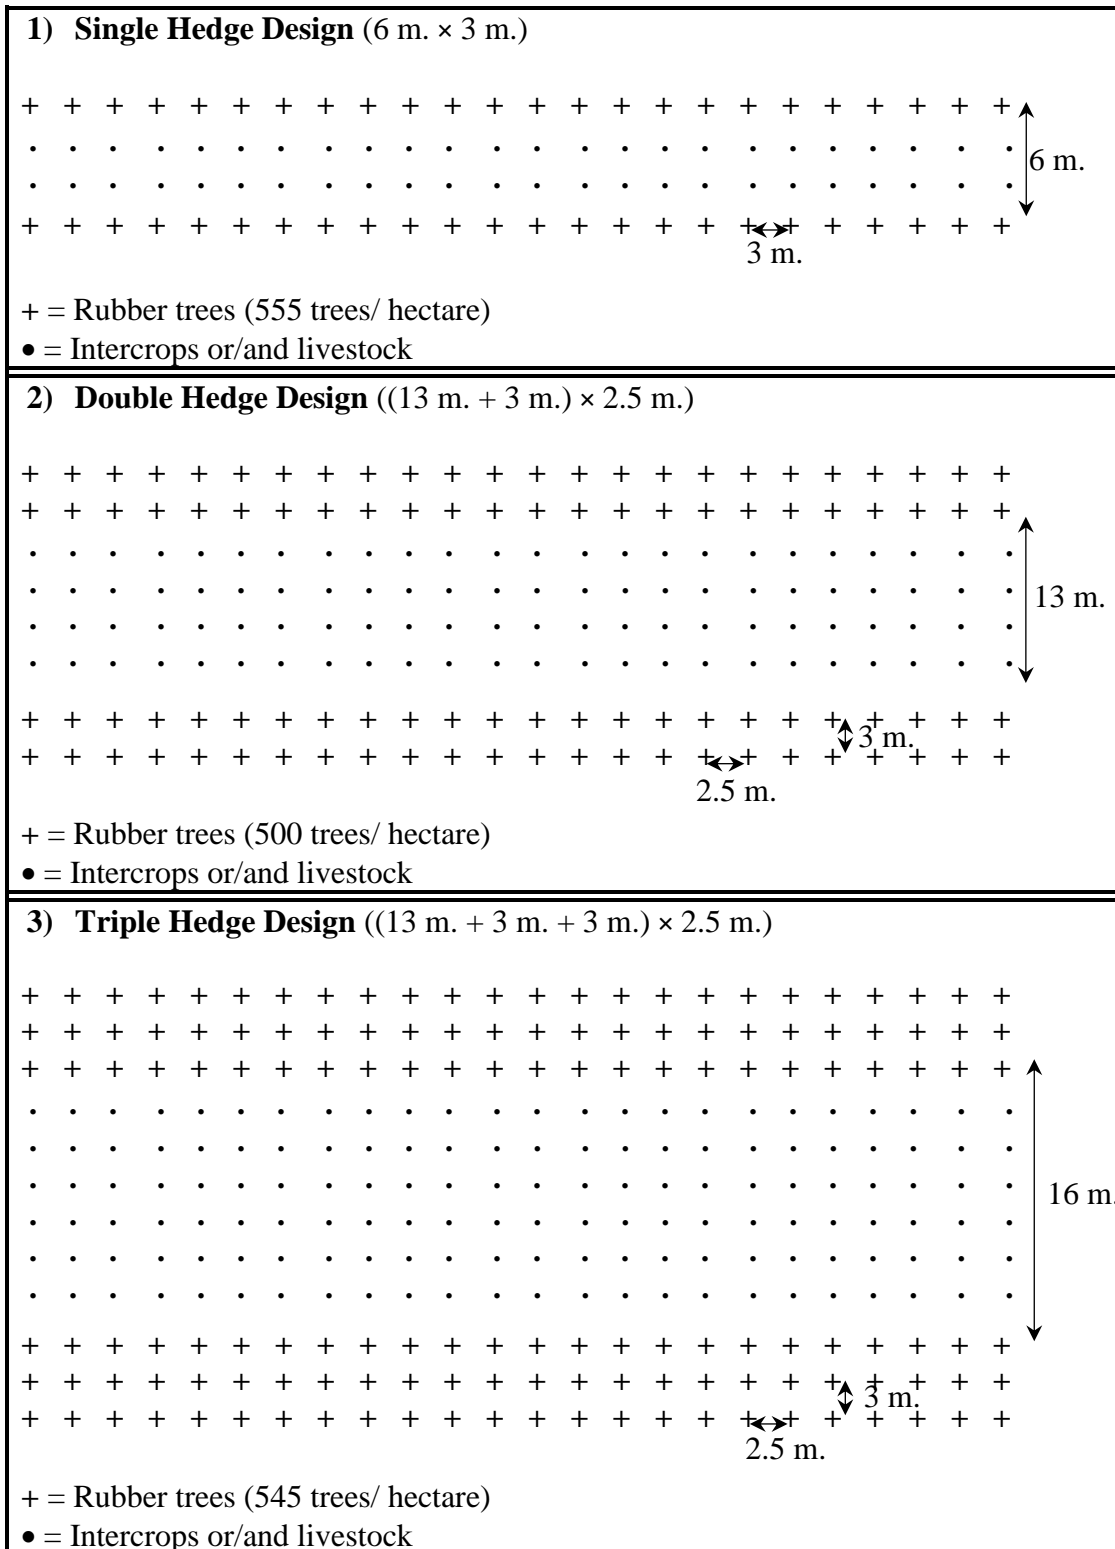 1) Single Hedge Design (6 m. × 3 m.)
6 m.
3 m.
+ = Rubber trees (555 trees/ hectare)
• = Intercrops or/and livestock
2) Double Hedge Design ((13 m. + 3 m.) × 2.5 m.)
13 m.
3 m.
2.5 m.
+ = Rubber trees (500 trees/ hectare)
• = Intercrops or/and livestock
3) Triple Hedge Design ((13 m. + 3 m. + 3 m.) × 2.5 m.)
16 m.
3 m.
2.5 m.
+ = Rubber trees (545 trees/ hectare)
• = Intercrops or/and livestock